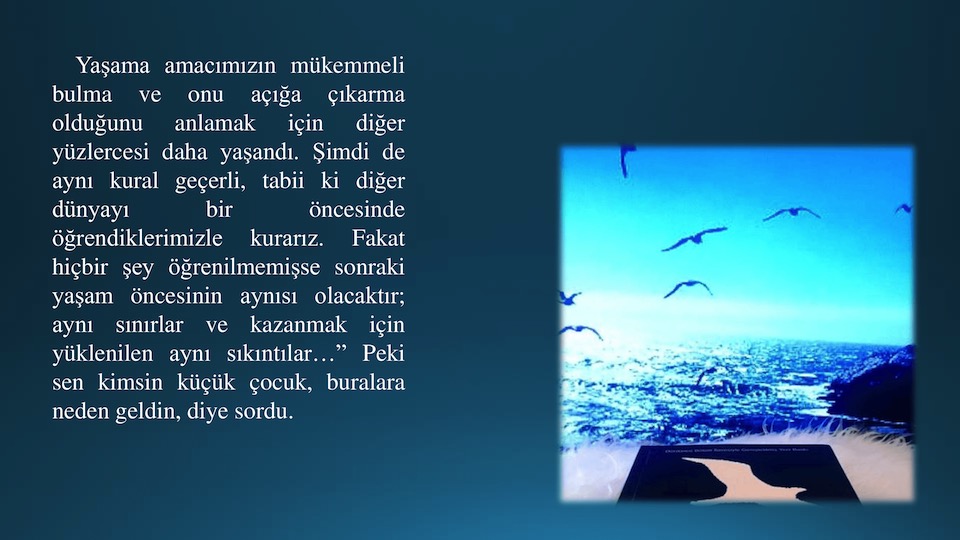 Yaşama amacımızın mükemmeli
bulma ve onu açığa çıkarma
olduğunu anlamak için diğer
yüzlercesi daha yaşandı. Şimdi de
aynı kural geçerli, tabii ki diğer
dünyayı bir öncesinde
öğrendiklerimizle kurarız. Fakat
hiçbir şey öğrenilmemişse sonraki
yaşam öncesinin aynısı olacaktır;
aynı sınırlar ve kazanmak için
yüklenilen aynı sıkıntılar…” Peki
sen kimsin küçük çocuk, buralara
neden geldin, diye sordu.